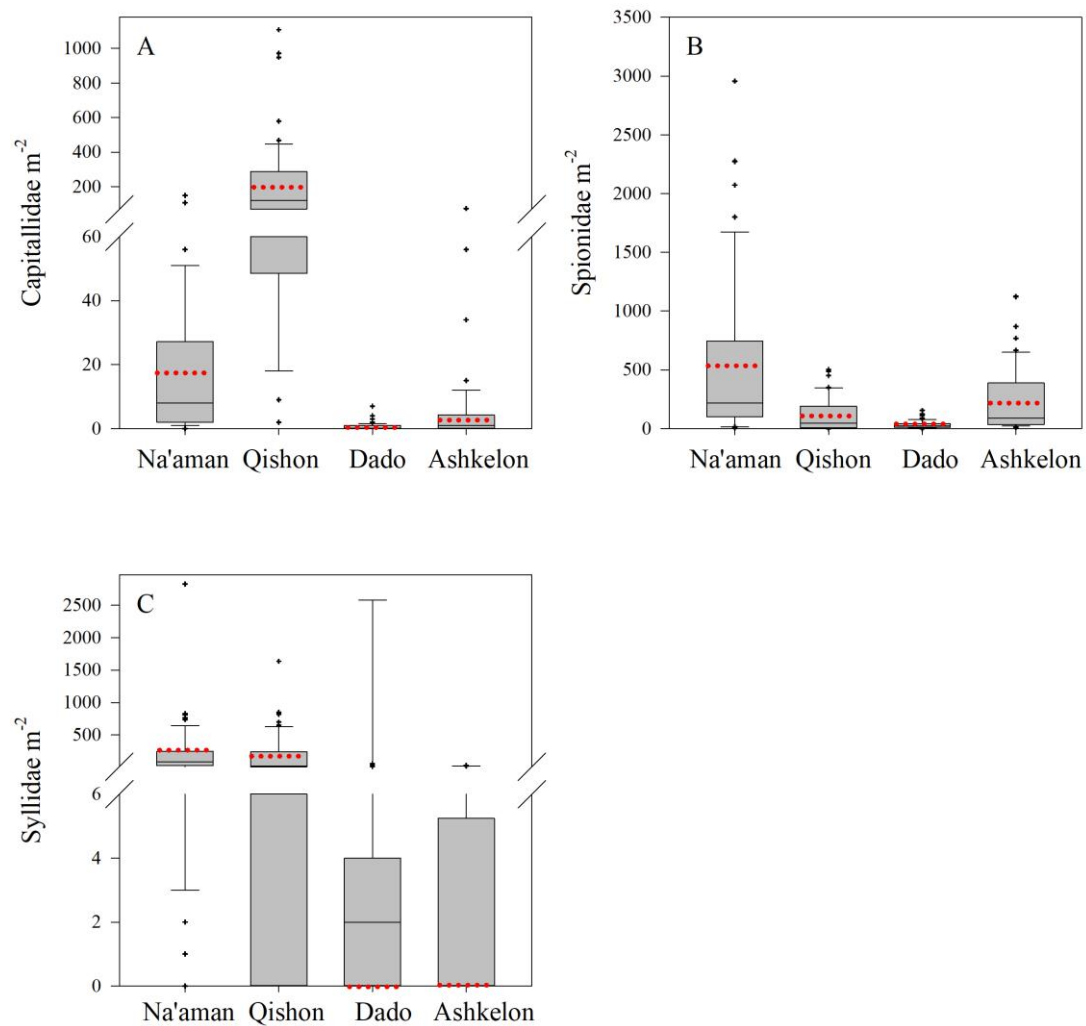 A
Capitallidae m⁻²
1000
800
600
400
200
60
40
20
0
Na'aman Qishon Dado Ashkelon
B
Spionidae m⁻²
3500
3000
2500
2000
1500
1000
500
0
Na'aman Qishon Dado Ashkelon
C
Syllidae m⁻²
2500
2000
1500
1000
500
6
4
2
0
Na'aman Qishon Dado Ashkelon